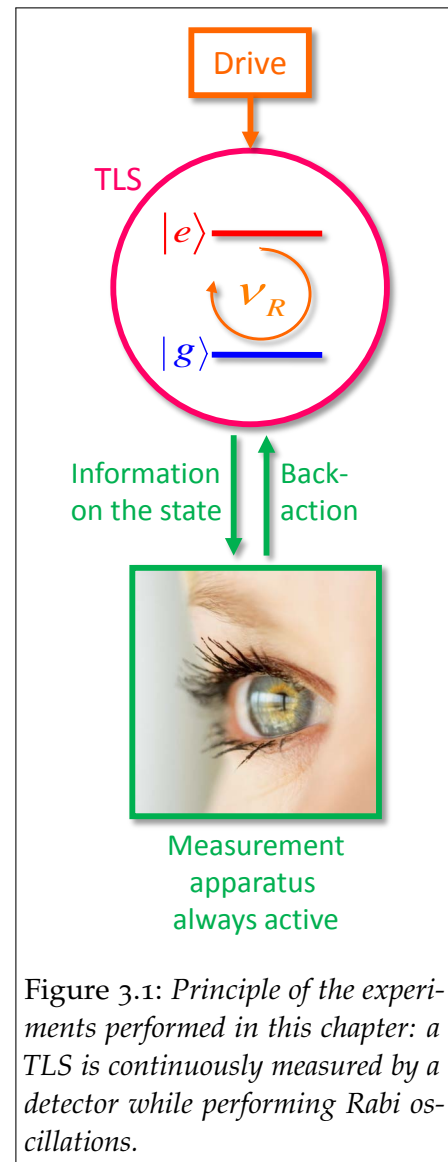 Drive
TLS
|e⟩
ν_R
|g⟩
Information
on the state
Back-
action
Measurement
apparatus
always active
Figure 3.1: Principle of the experi-
ments performed in this chapter: a
TLS is continuously measured by a
detector while performing Rabi os-
cillations.